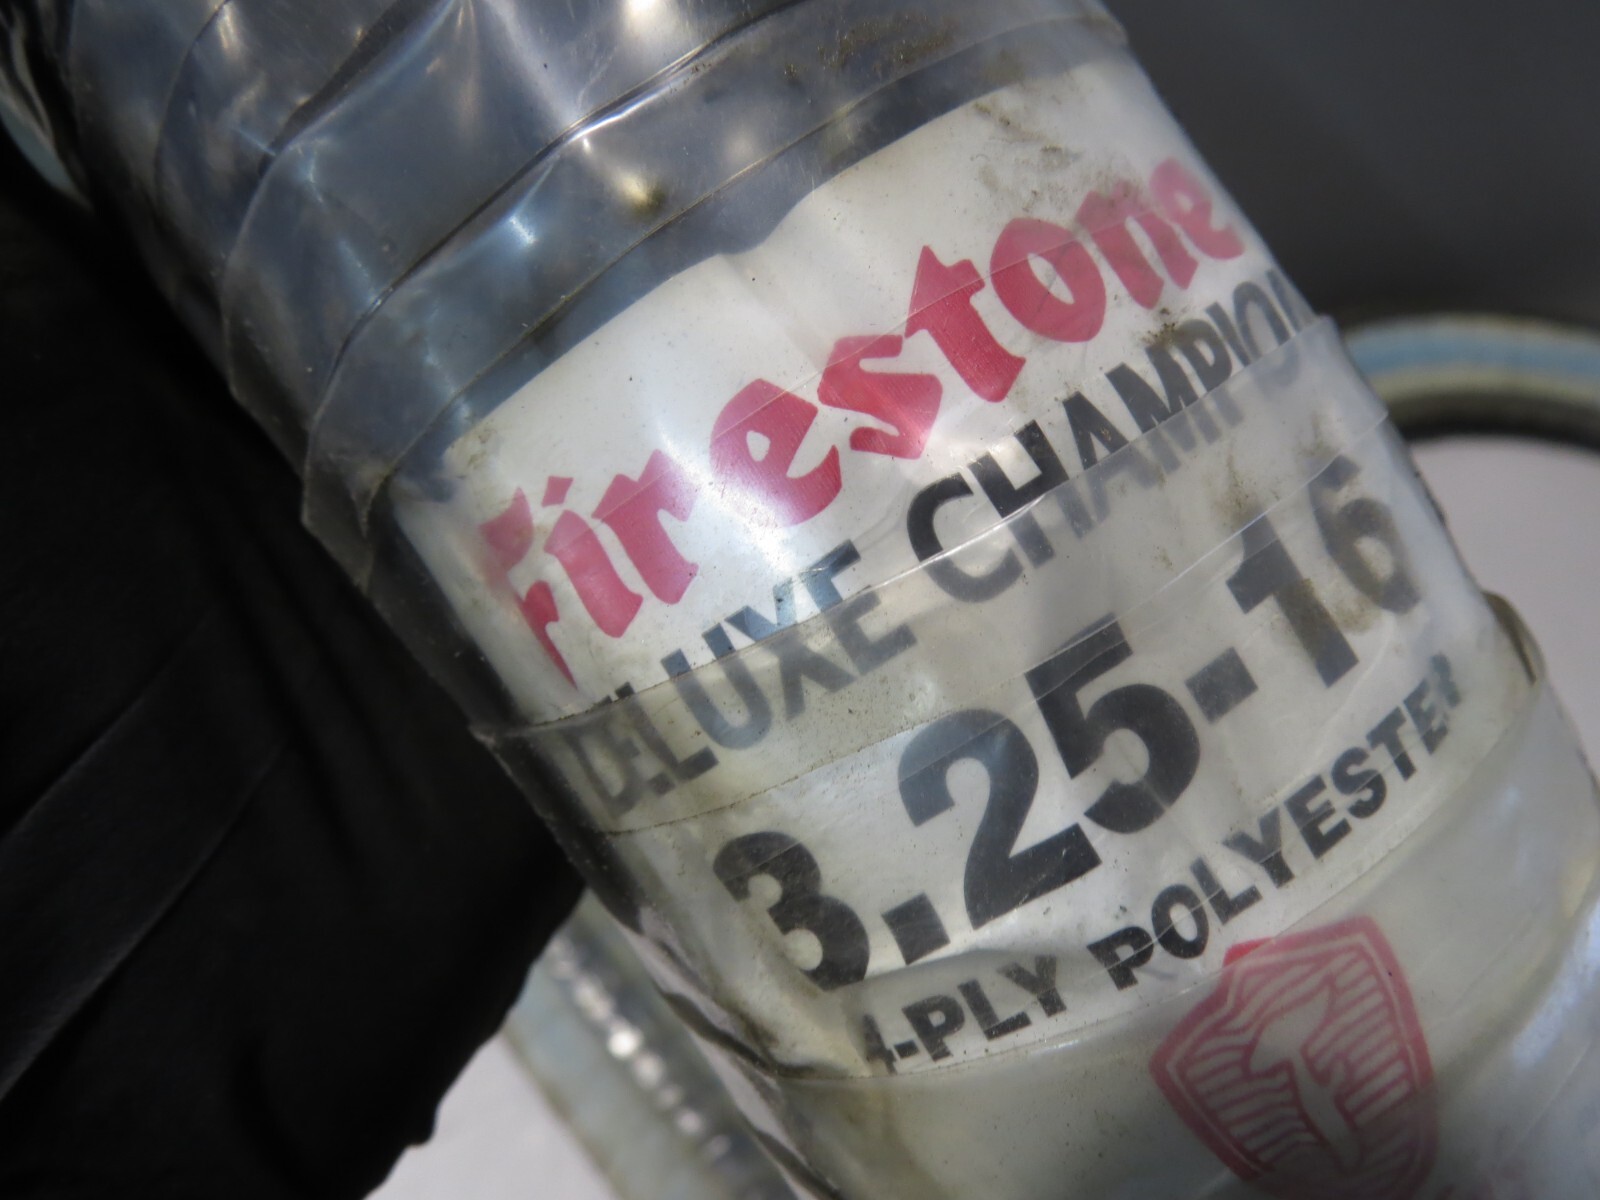 Firestone
DELUXE CHAMPION
3.25-16
4-PLY POLYESTER
F